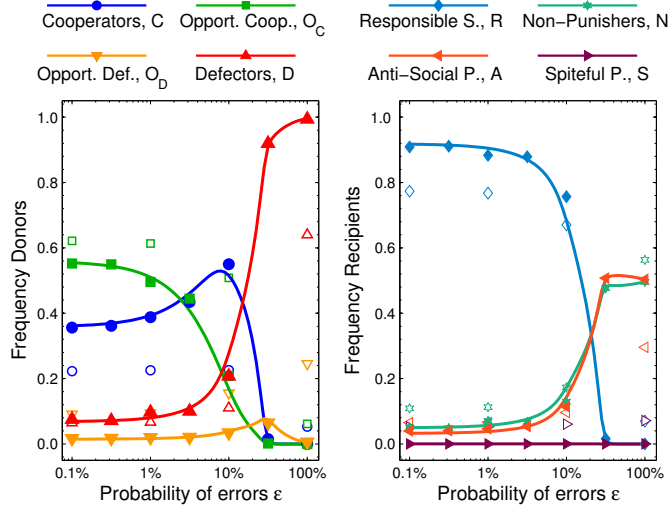 Cooperators, C
Opport. Coop., O_C
Responsible S., R
Non-Punishers, N
Opport. Def., O_D
Defectors, D
Anti-Social P., A
Spiteful P., S
Frequency Donors
1.0
0.8
0.6
0.4
0.2
0.0
0.1% 1% 10% 100%
Probability of errors ε
Frequency Recipients
1.0
0.8
0.6
0.4
0.2
0.0
0.1% 1% 10% 100%
Probability of errors ε